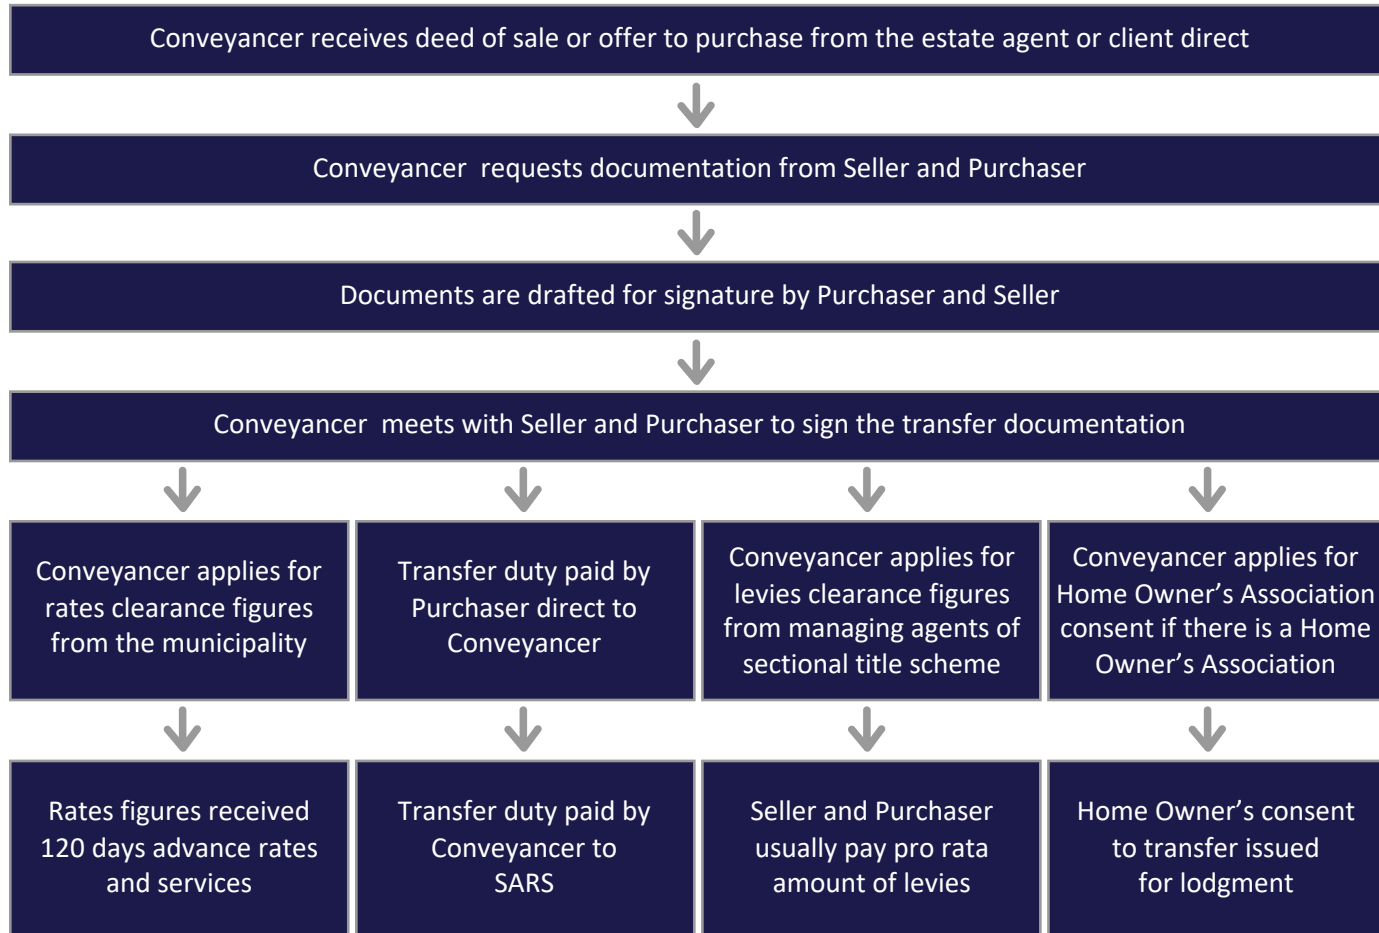 Conveyancer receives deed of sale or offer to purchase from the estate agent or client direct
Conveyancer  requests documentation from Seller and Purchaser
Documents are drafted for signature by Purchaser and Seller
Conveyancer  meets with Seller and Purchaser to sign the transfer documentation
Conveyancer applies for
rates clearance figures
from the municipality
Transfer duty paid by
Purchaser direct to
Conveyancer
Conveyancer applies for
levies clearance figures
from managing agents of
sectional title scheme
Conveyancer applies for
Home Owner’s Association
consent if there is a Home
Owner’s Association
Rates figures received
120 days advance rates
and services
Transfer duty paid by
Conveyancer to
SARS
Seller and Purchaser
usually pay pro rata
amount of levies
Home Owner’s consent
to transfer issued
for lodgment